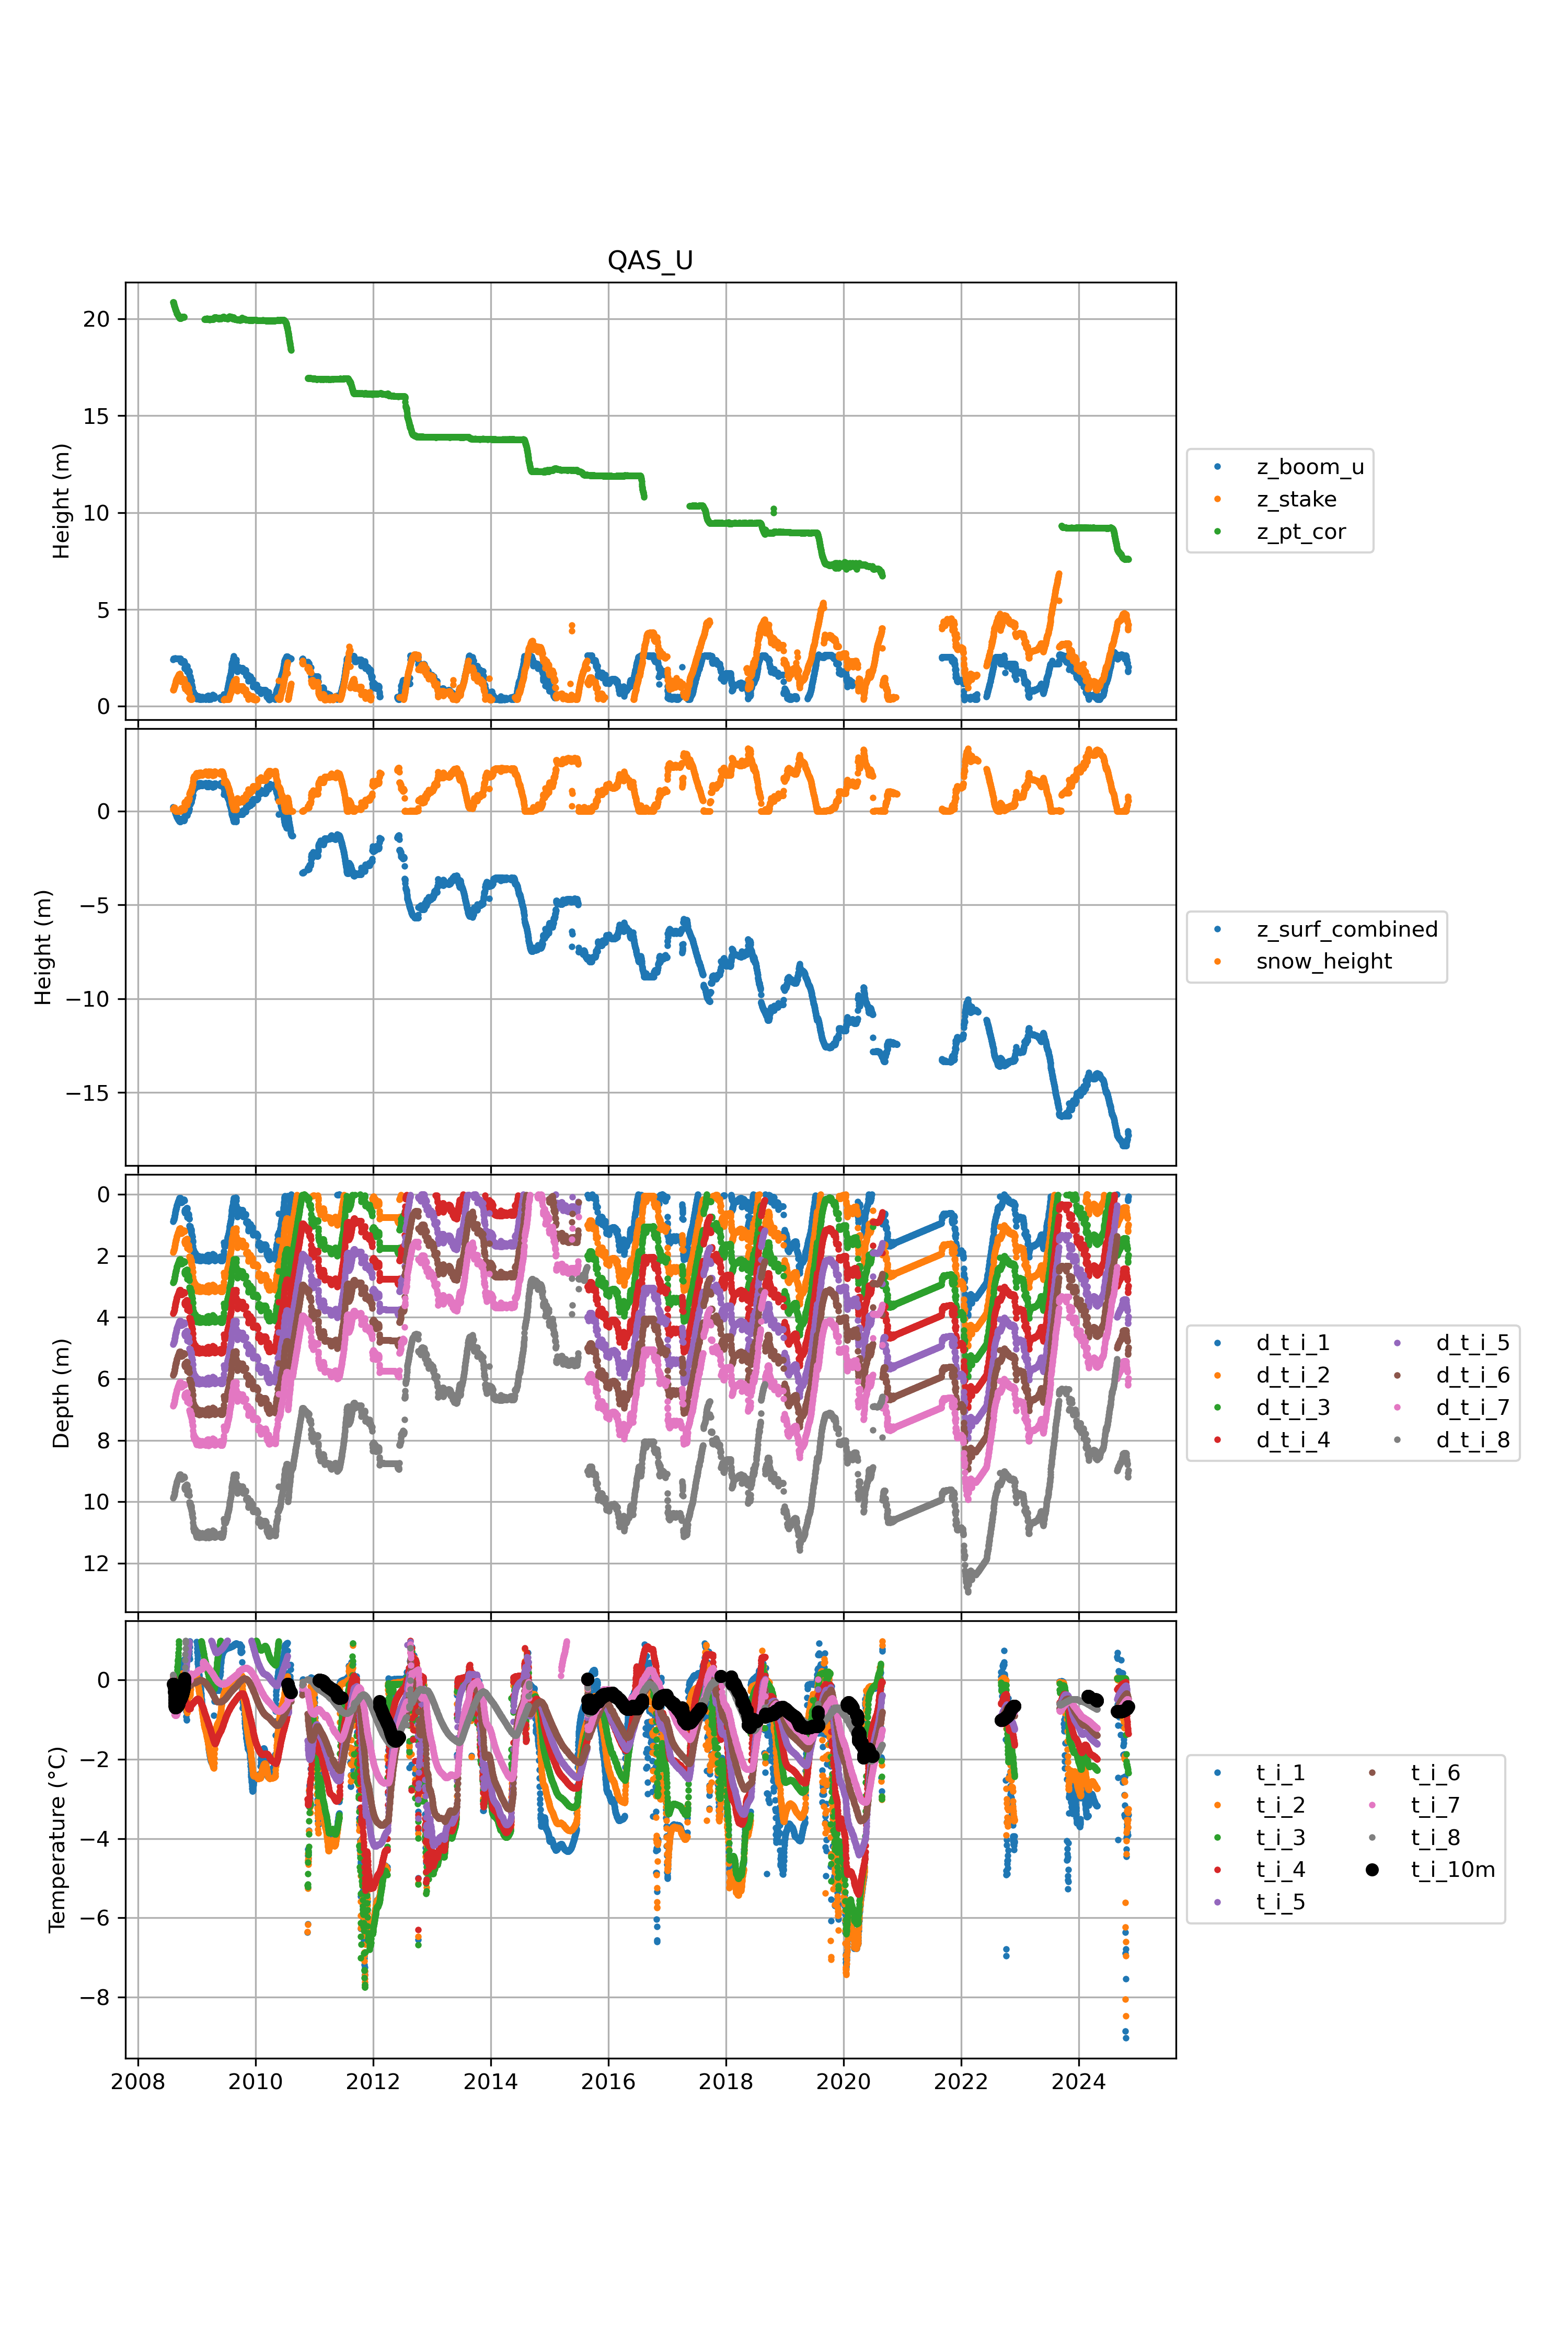 QAS_U
20
15
10
5
0
Height (m)
z_boom_u
z_stake
z_pt_cor
0
−5
−10
−15
Height (m)
z_surf_combined
snow_height
0
2
4
6
8
10
12
Depth (m)
d_t_i_1
d_t_i_2
d_t_i_3
d_t_i_4
d_t_i_5
d_t_i_6
d_t_i_7
d_t_i_8
0
−2
−4
−6
−8
Temperature (°C)
t_i_1
t_i_2
t_i_3
t_i_4
t_i_5
t_i_6
t_i_7
t_i_8
t_i_10m
2008 2010 2012 2014 2016 2018 2020 2022 2024